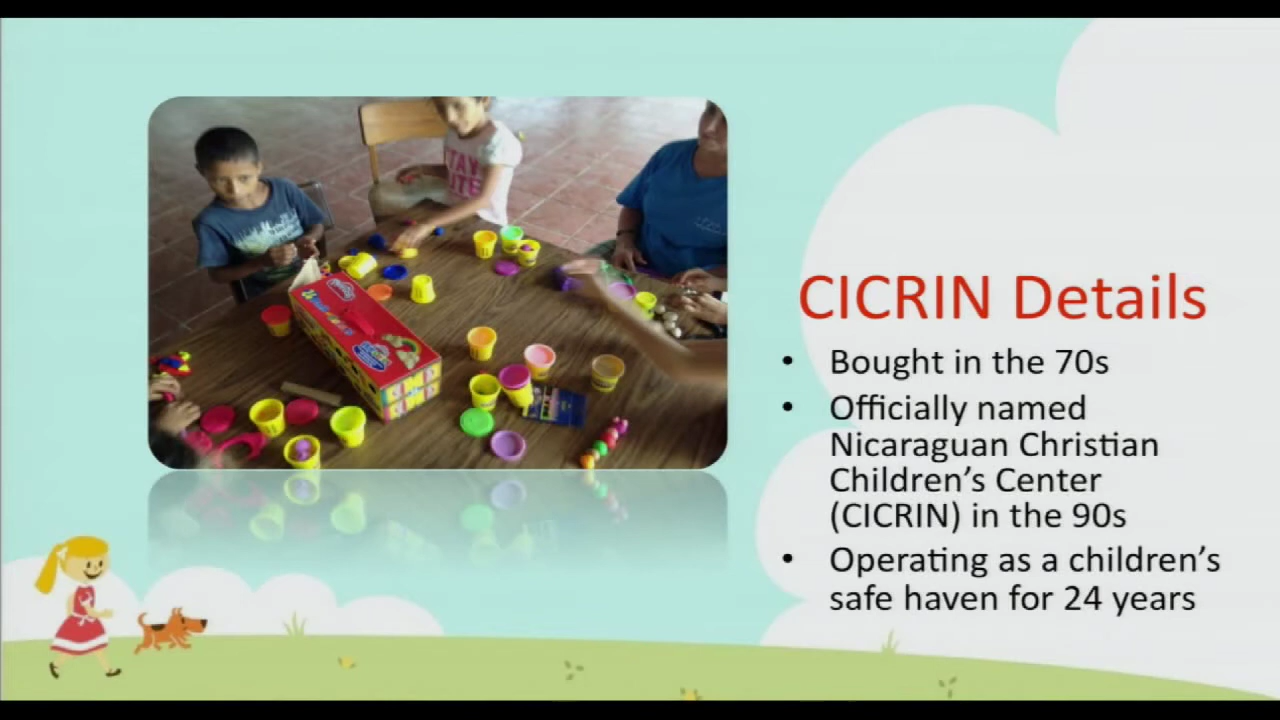 CICRIN Details
• Bought in the 70s
• Officially named
Nicaraguan Christian
Children's Center
(CICRIN) in the 90s
• Operating as a children's
safe haven for 24 years